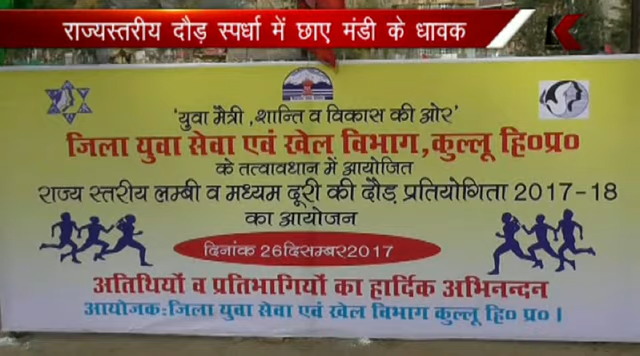 राज्यस्तरीय दौड़ स्पर्धा में छाए मंडी के धावक
'युवा मैत्री ,शान्ति व विकास की ओर'
जिला युवा सेवा एवं खेल विभाग,कुल्लू हि०प्र०
के तत्वावधान में आयोजित
राज्य स्तरीय लम्बी व मध्यम दूरी की दौड़ प्रतियोगिता 2017-18
का आयोजन
दिनांक 26दिसम्बर2017
अतिथियों व प्रतिभागियों का हार्दिक अभिनन्दन
आयोजक:जिला युवा सेवा एवं खेल विभाग कुल्लू हि० प्र० ।